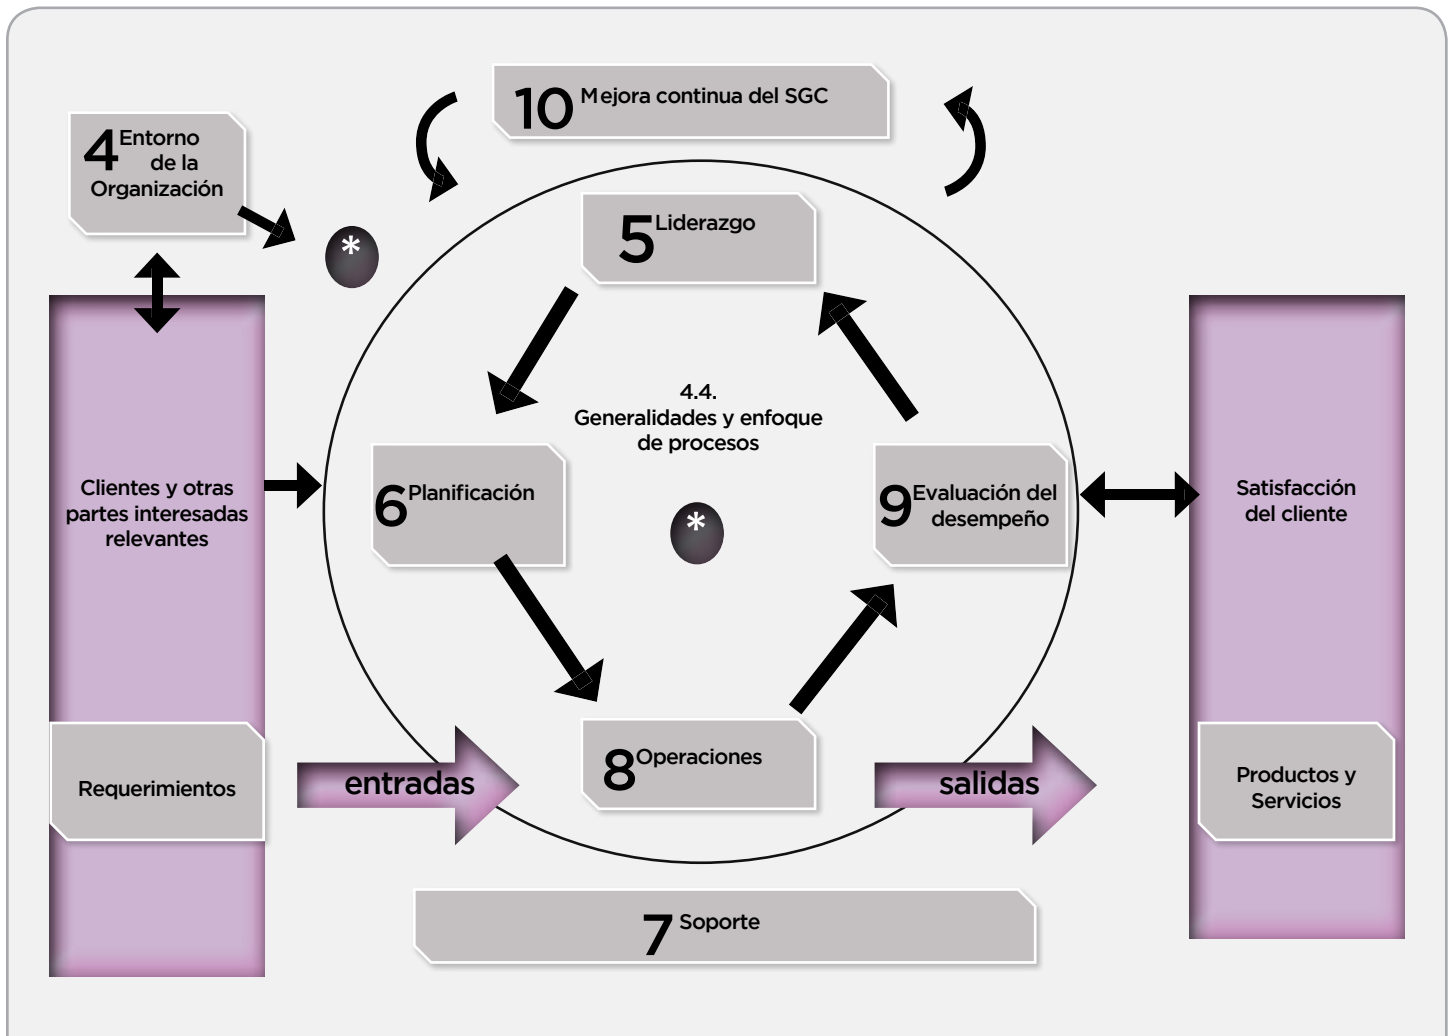 10 Mejora continua del SGC
4 Entorno
de la
Organización
*
5 Liderazgo
4.4.
Generalidades y enfoque
de procesos
*
6 Planificación
9 Evaluación del
desempeño
Clientes y otras
partes interesadas
relevantes
Satisfacción
del cliente
Requerimientos
entradas
8 Operaciones
salidas
Productos y
Servicios
7 Soporte